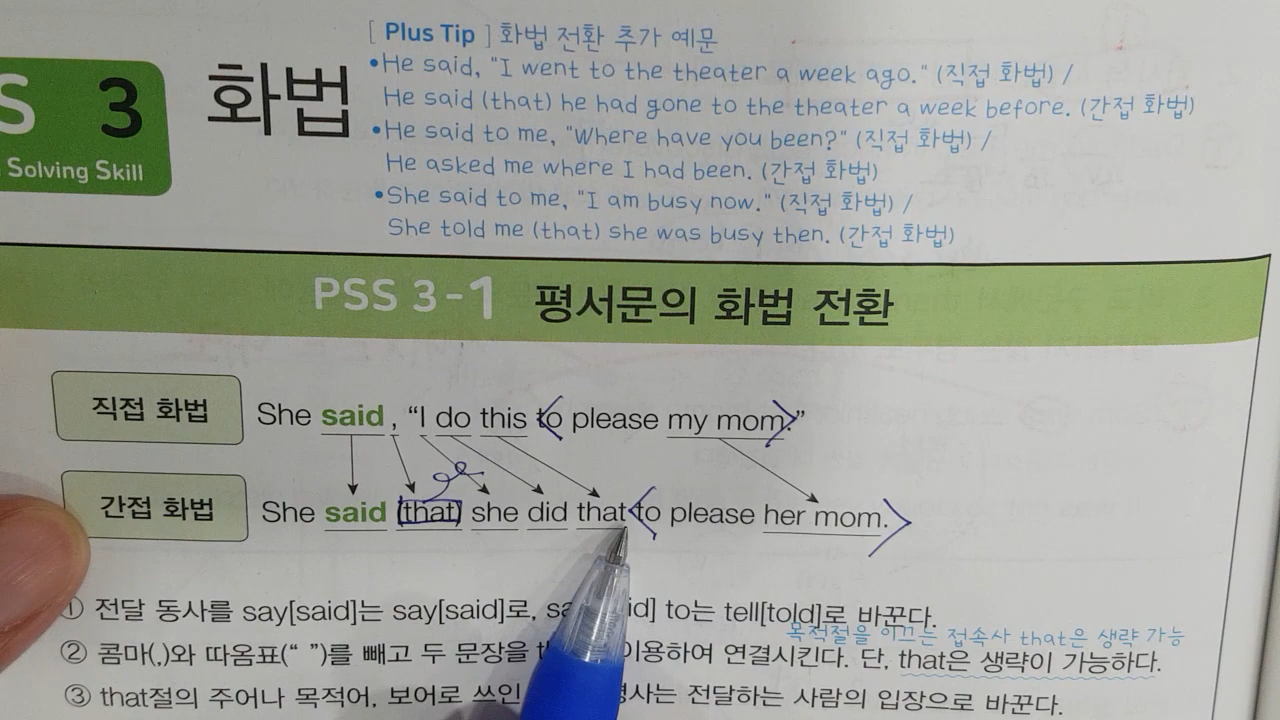 [ Plus Tip ] 화법 전환 추가 예문
•He said, "I went to the theater a week ago." (직접 화법) /
He said (that) he had gone to the theater a week before. (간접 화법)
•He said to me, "Where have you been?" (직접 화법) /
He asked me where I had been. (간접 화법)
•She said to me, "I am busy now." (직접 화법) /
She told me (that) she was busy then. (간접 화법)
S 3
Solving Skill
화법
PSS 3-1 평서문의 화법 전환
직접 화법 She said, “I do this to please my mom.”
간접 화법 She said (that) she did that to please her mom.
① 전달 동사를 say[said]는 say[said]로, to는 tell[told]로 바꾼다.
목적절을 이끄는 접속사 that은 생략 가능
② 콤마(,)와 따옴표(“ ”)를 빼고 두 문장을 이용하여 연결시킨다. 단, that은 생략이 가능하다.
③ that절의 주어나 목적어, 보어로 쓰인 전달하는 사람의 입장으로 바꾼다.